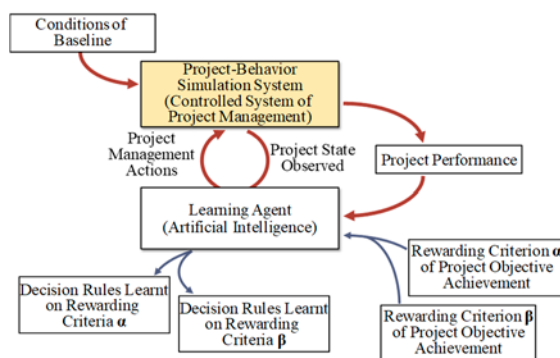 Conditions of
Baseline
Project-Behavior
Simulation System
(Controlled System of
Project Management)
Project
Management
Actions
Project State
Observed
Project Performance
Learning Agent
(Artificial Intelligence)
Rewarding Criterion α
of Project Objective
Achievement
Decision Rules Learnt
on Rewarding
Criteria α
Decision Rules Learnt
on Rewarding
Criteria β
Rewarding Criterion β
of Project Objective
Achievement